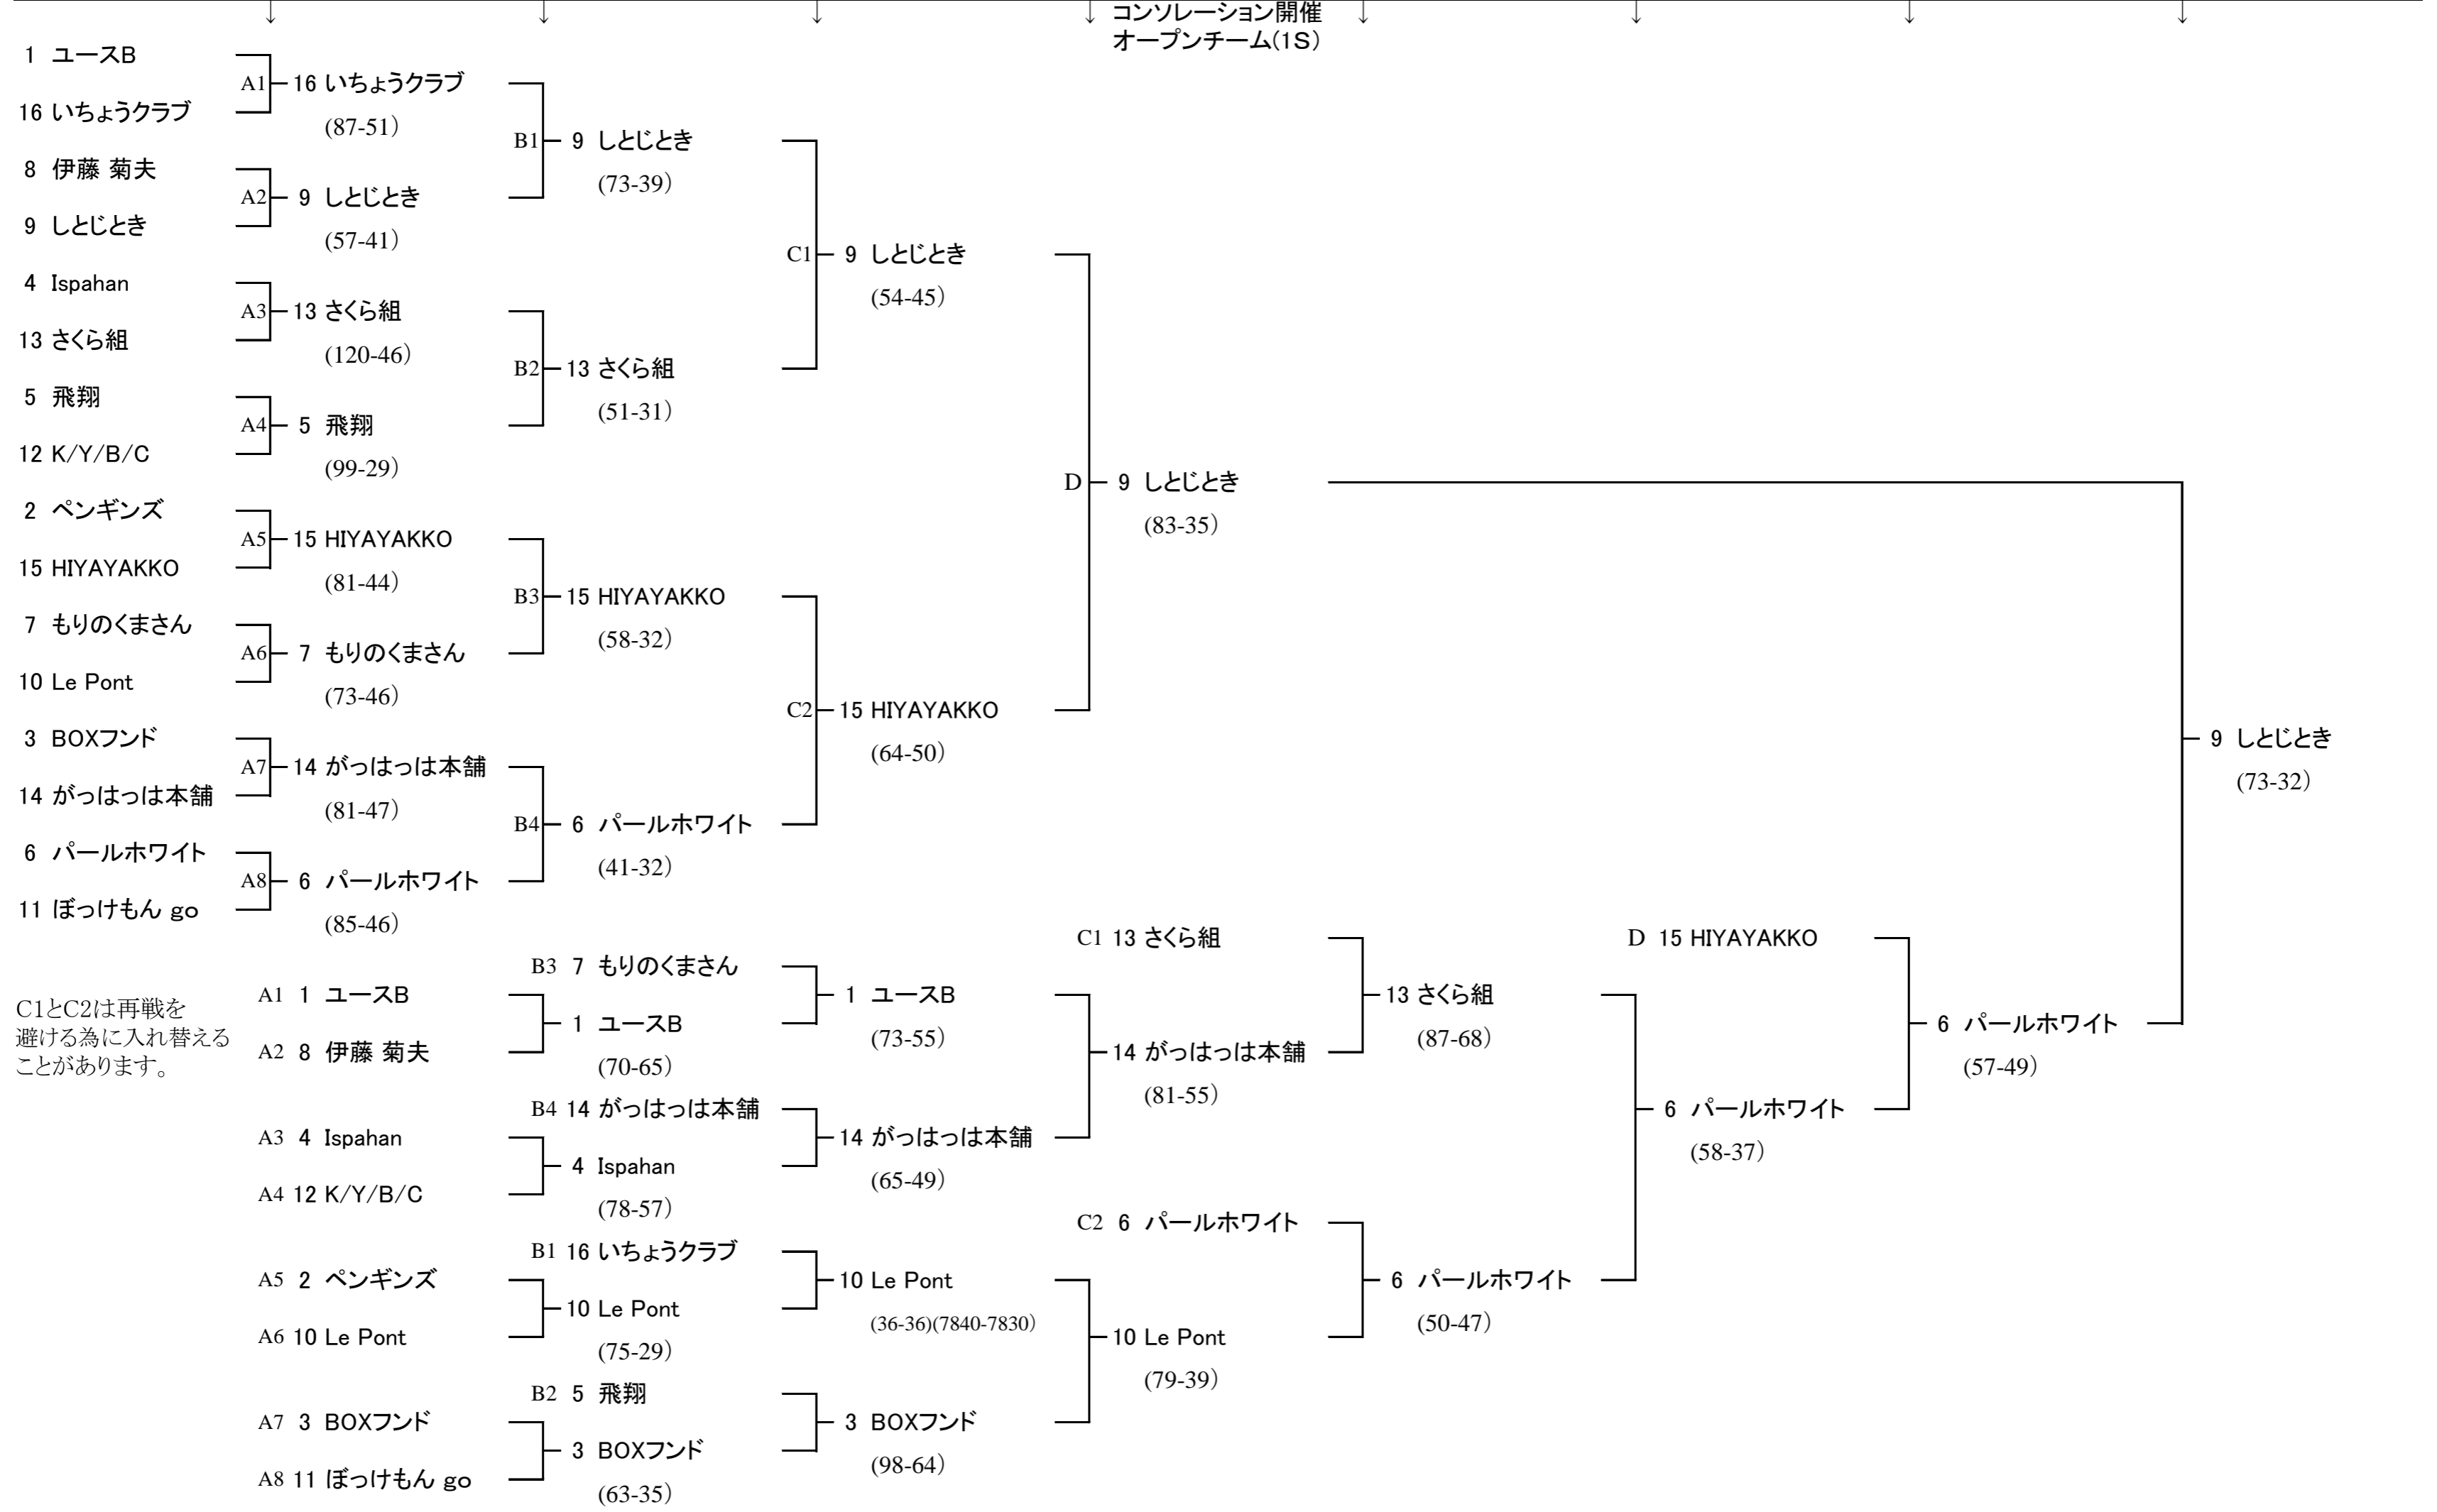 ↓ ↓ ↓ ↓ コンソレーション開催 ↓ ↓ ↓ ↓
オープンチーム(1S)
1 ユースB
A1 16 いちょうクラブ
16 いちょうクラブ
(87-51)
B1 9 しとじとき
8 伊藤 菊夫
(73-39)
A2 9 しとじとき
9 しとじとき
(57-41)
C1 9 しとじとき
4 Ispahan
(54-45)
A3 13 さくら組
13 さくら組
(120-46)
B2 13 さくら組
5 飛翔
(51-31)
A4 5 飛翔
12 K/Y/B/C
(99-29)
D 9 しとじとき
2 ペンギンズ
(83-35)
A5 15 HIYAYAKKO
15 HIYAYAKKO
(81-44)
B3 15 HIYAYAKKO
7 もりのくまさん
(58-32)
A6 7 もりのくまさん
10 Le Pont
(73-46)
C2 15 HIYAYAKKO
3 BOXフンド
9 しとじとき
(64-50)
A7 14 がっはっは本舗
(73-32)
14 がっはっは本舗
(81-47)
B4 6 パールホワイト
6 パールホワイト
(41-32)
A8 6 パールホワイト
11 ぼっけもん go
(85-46)
C1 13 さくら組
D 15 HIYAYAKKO
B3 7 もりのくまさん
C1とC2は再戦を
避ける為に入れ替える
ことがあります。
A1 1 ユースB
1 ユースB
13 さくら組
1 ユースB
6 パールホワイト
(73-55)
(87-68)
A2 8 伊藤 菊夫
14 がっはっは本舗
(70-65)
(57-49)
(81-55)
B4 14 がっはっは本舗
6 パールホワイト
A3 4 Ispahan
14 がっはっは本舗
(58-37)
4 Ispahan
(65-49)
A4 12 K/Y/B/C
(78-57)
C2 6 パールホワイト
B1 16 いちょうクラブ
A5 2 ペンギンズ
10 Le Pont
6 パールホワイト
10 Le Pont
(36-36)(7840-7830)
(50-47)
A6 10 Le Pont
10 Le Pont
(75-29)
(79-39)
B2 5 飛翔
A7 3 BOXフンド
3 BOXフンド
3 BOXフンド
(98-64)
A8 11 ぼっけもん go
(63-35)